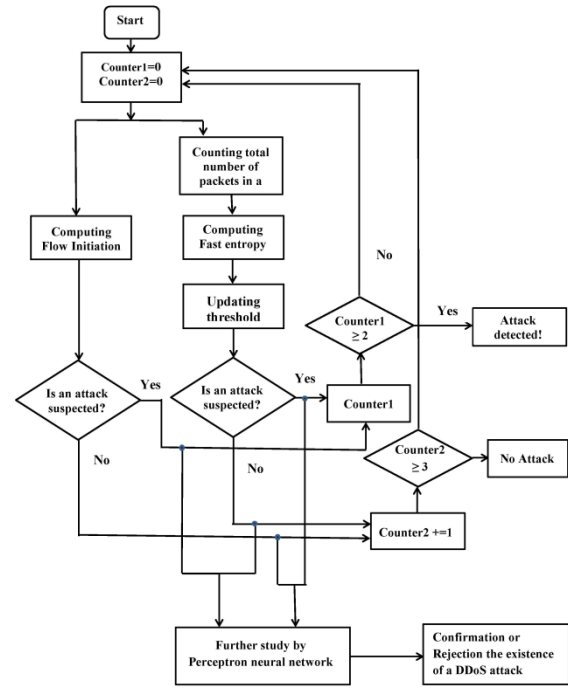 Start
Counter1=0
Counter2=0
Counting total
number of
packets in a
Computing
Flow Initiation
Computing
Fast entropy
Updating
threshold
No
Counter1
≥ 2
Yes
Attack
detected!
Is an attack
suspected?
Yes
Is an attack
suspected?
Yes
Counter1
No
No
Counter2
≥ 3
No Attack
Counter2 +=1
Further study by
Perceptron neural network
Confirmation or
Rejection the existence
of a DDoS attack